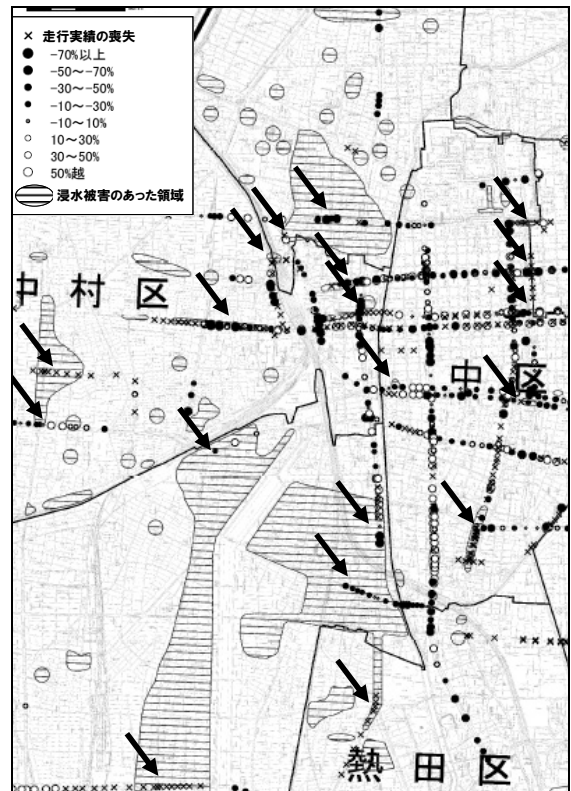 × 走行実績の喪失
● -70%以上
● -50～-70%
● -30～-50%
● -10～-30%
• -10～10%
○ 10～30%
○ 30～50%
○ 50%越
浸水被害のあった領域
中村区
中区
熱田区